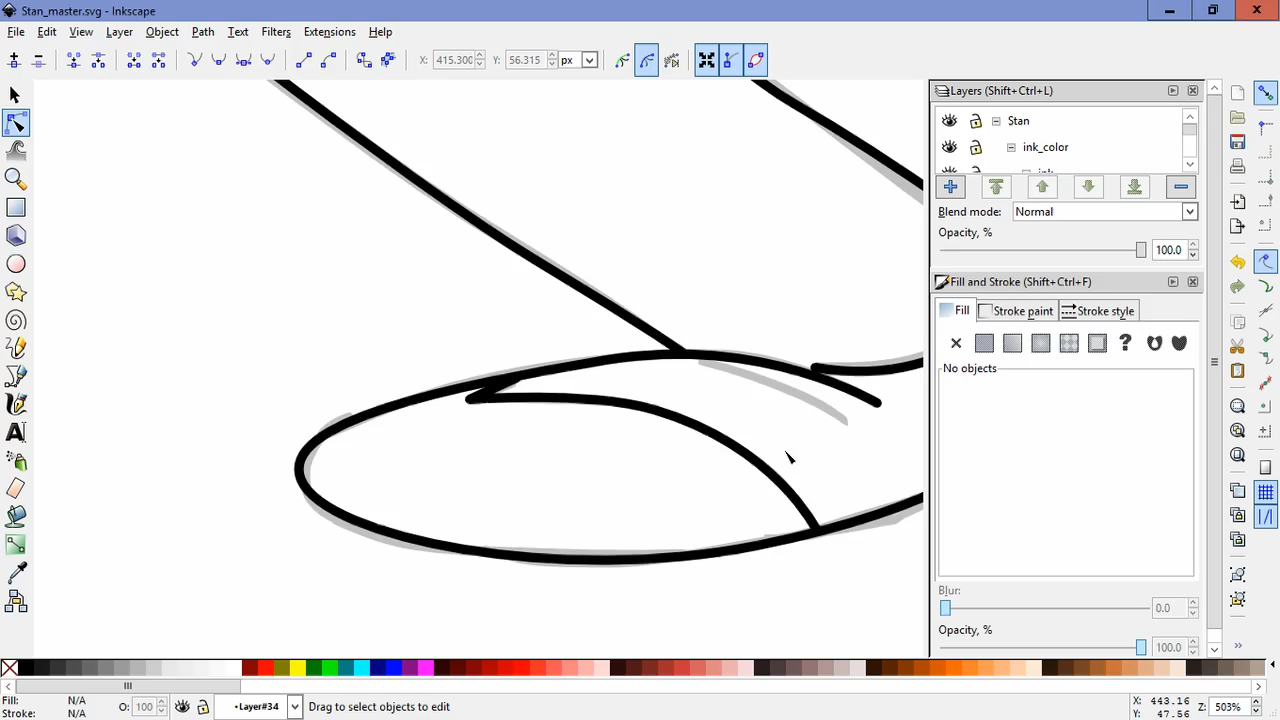 Stan_master.svg - Inkscape
File Edit View Layer Object Path Text Filters Extensions Help
X: 415.300 Y: 56.315 px
Layers (Shift+Ctrl+L)
Stan
ink_color
Blend mode: Normal
Opacity, %
100.0
Fill and Stroke (Shift+Ctrl+F)
Fill Stroke paint Stroke style
No objects
Blur:
0.0
Opacity, %
100.0
Fill: N/A
Stroke: N/A
O: 100
•Layer#34
Drag to select objects to edit
X: 443.16
Y: 47.56
Z: 503%